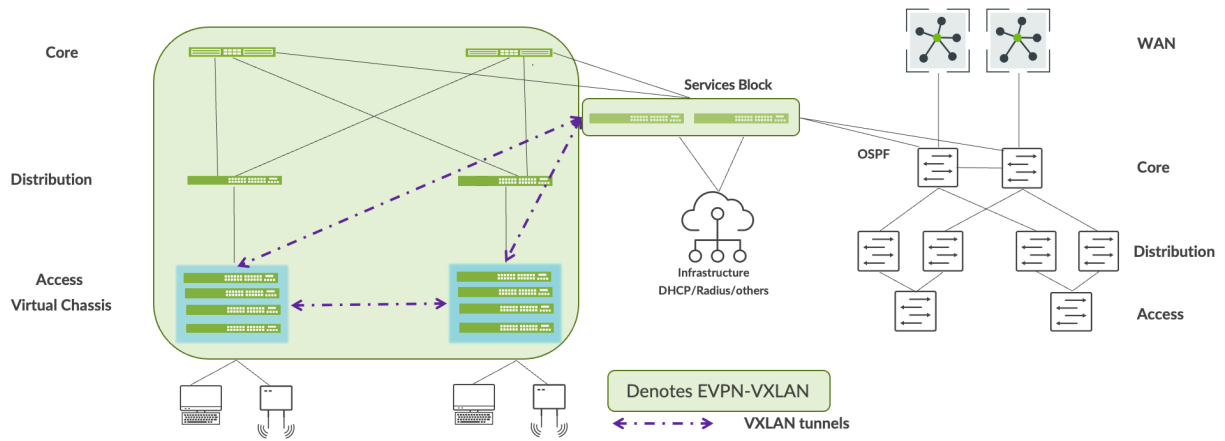 Core
Services Block
WAN
OSPF
Core
Distribution
Distribution
Access
Virtual Chassis
Infrastructure
DHCP/Radius/others
Access
Denotes EVPN-VXLAN
VXLAN tunnels